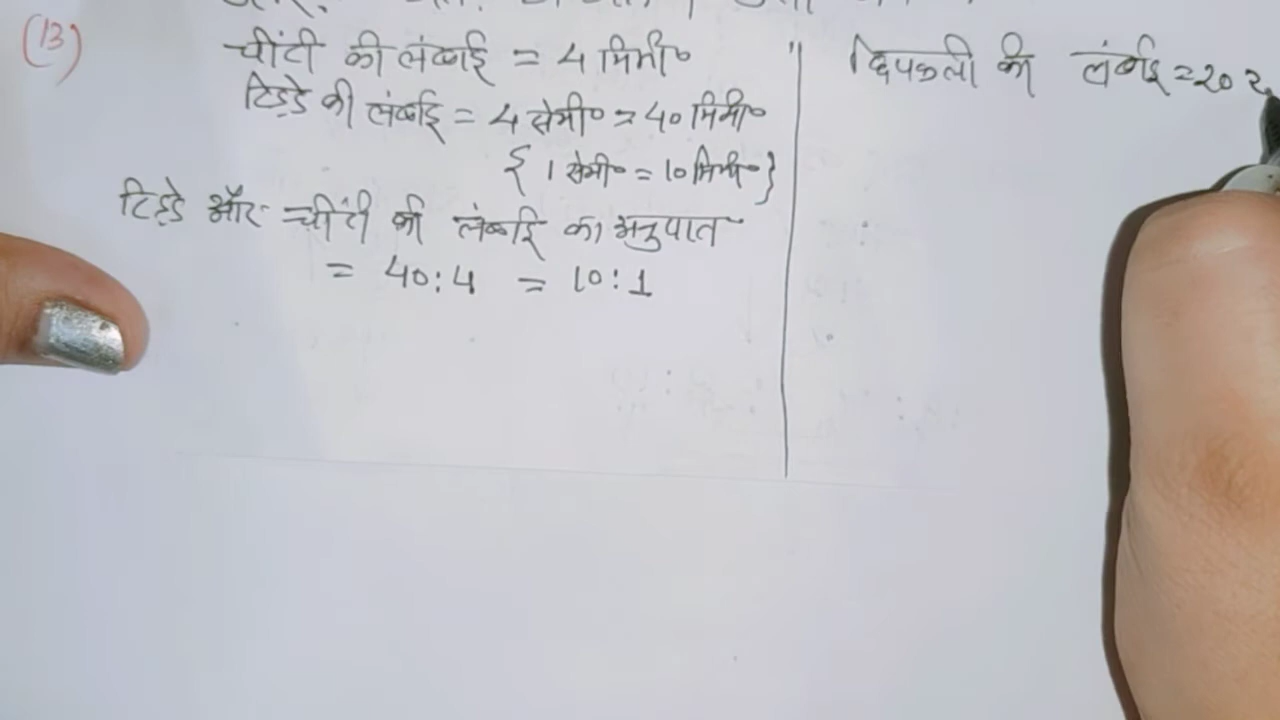 (13)
चींटी की लंबाई = 4 मिमी०
टिड्डे की लंबाई = 4 सेमी० = 40 मिमी०
{ 1 सेमी० = 10 मिमी० }
टिड्डे और चींटी की लंबाई का अनुपात
= 40:4 = 10:1
छिपकली की लंबाई = 20